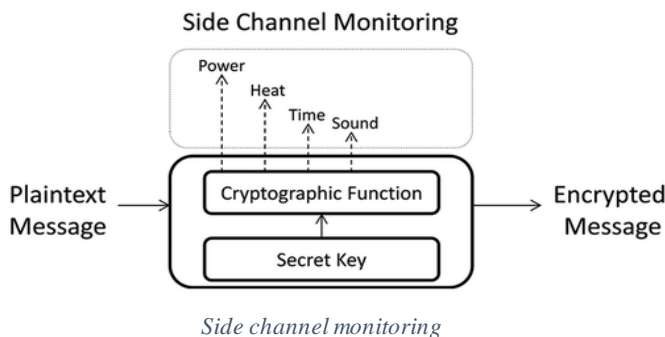 Side Channel Monitoring
Power
Heat
Time
Sound
Plaintext
Message
Cryptographic Function
Secret Key
Encrypted
Message
Side channel monitoring